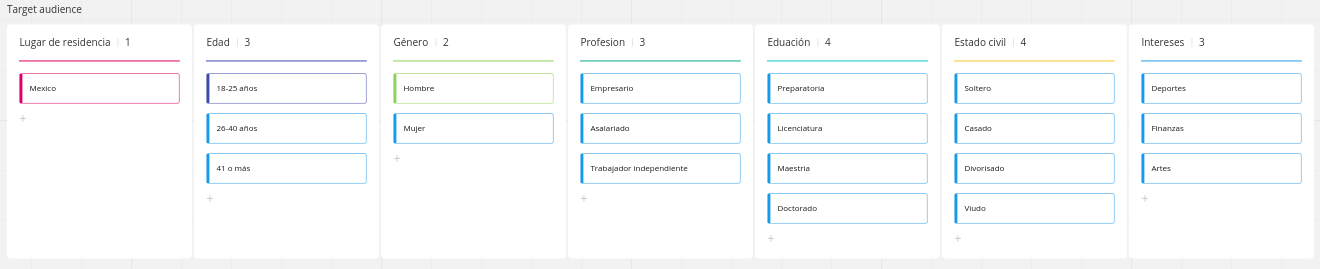 Target audience
Lugar de residencia | 1
Mexico
+
Edad | 3
18-25 años
26-40 años
41 o más
+
Género | 2
Hombre
Mujer
+
Profesion | 3
Empresario
Asalariado
Trabajador independiente
+
Eduación | 4
Preparatoria
Licenciatura
Maestria
Doctorado
+
Estado civil | 4
Soltero
Casado
Divorisado
Viudo
+
Intereses | 3
Deportes
Finanzas
Artes
+